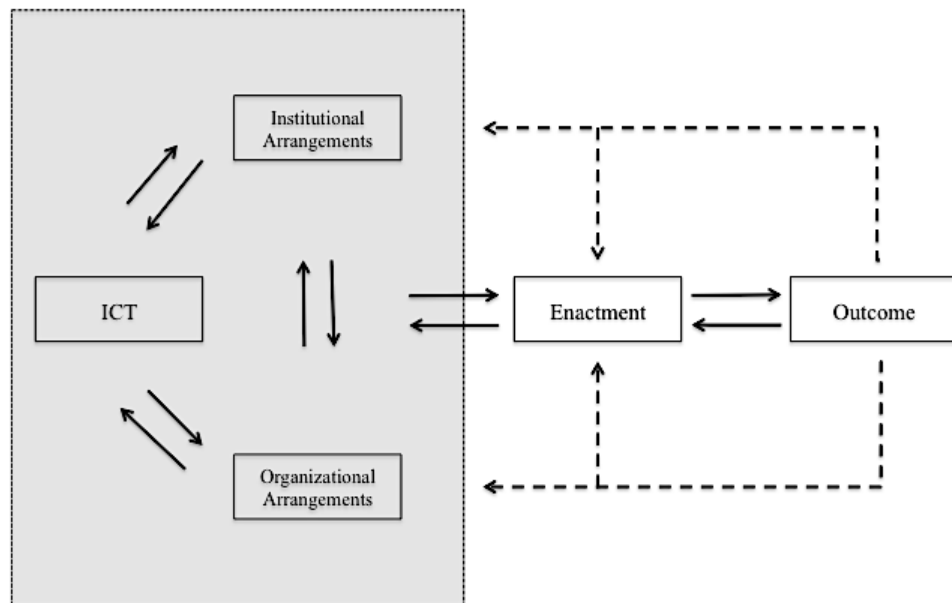 Institutional
Arrangements
ICT
Enactment
Outcome
Organizational
Arrangements